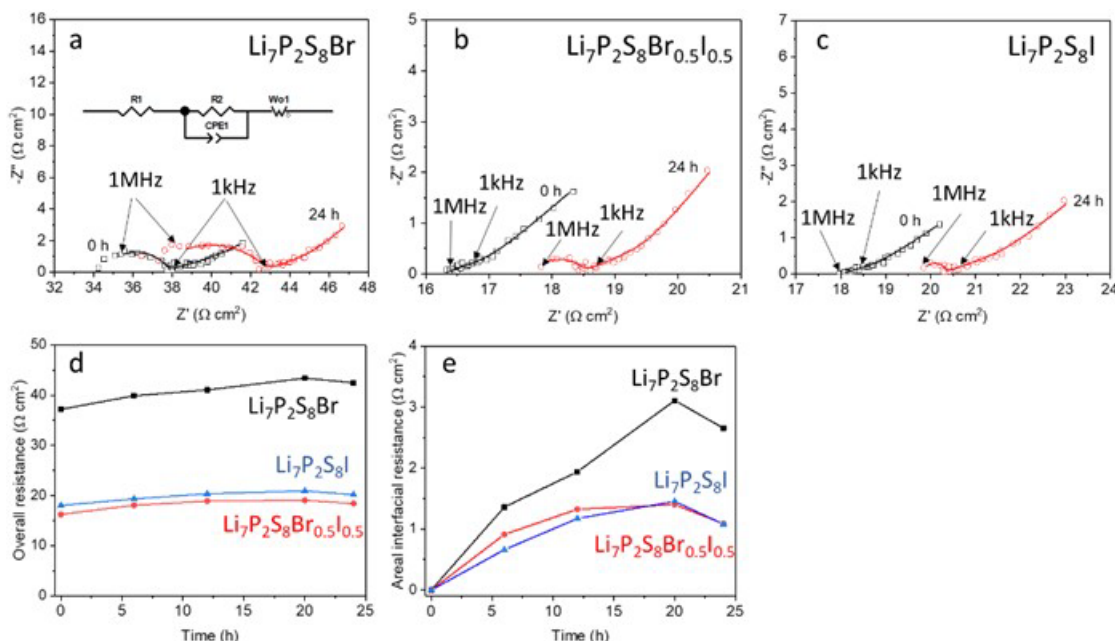 a
Li₇P₂S₈Br
R1
R2
Wo1
CPE1
1MHz
1kHz
0 h
24 h
16
14
12
10
8
6
4
2
0
32 34 36 38 40 42 44 46 48
-Z" (Ω cm²)
Z' (Ω cm²)
b
Li₇P₂S₈Br₀.₅I₀.₅
1MHz
1kHz
0 h
24 h
5
4
3
2
1
0
16 17 18 19 20 21
-Z" (Ω cm²)
Z' (Ω cm²)
c
Li₇P₂S₈I
1MHz
1kHz
0 h
1MHz
1kHz
24 h
7
6
5
4
3
2
1
0
17 18 19 20 21 22 23 24
-Z" (Ω cm²)
Z' (Ω cm²)
d
Li₇P₂S₈Br
Li₇P₂S₈I
Li₇P₂S₈Br₀.₅I₀.₅
50
40
30
20
10
0
0 5 10 15 20 25
Overall resistance (Ω cm²)
Time (h)
e
Li₇P₂S₈Br
Li₇P₂S₈I
Li₇P₂S₈Br₀.₅I₀.₅
4
3
2
1
0
0 5 10 15 20 25
Areal interfacial resistance (Ω cm²)
Time (h)